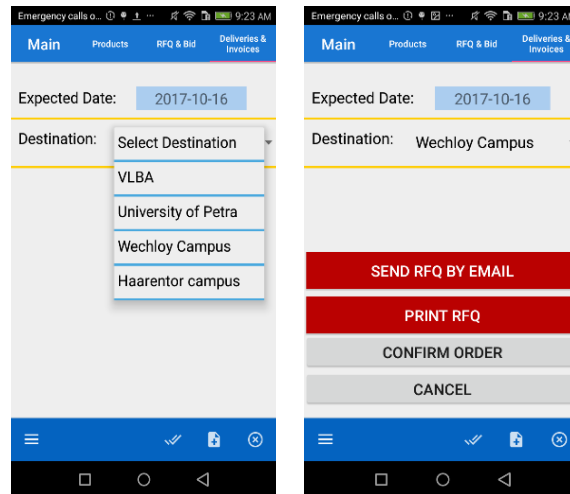 Emergency calls o... 9:23 AM
Main Products RFQ & Bid Deliveries & Invoices
Expected Date: 2017-10-16
Destination: Select Destination
VLBA
University of Petra
Wechloy Campus
Haarentor campus
Emergency calls o... 9:23 AM
Main Products RFQ & Bid Deliveries & Invoices
Expected Date: 2017-10-16
Destination: Wechloy Campus
SEND RFQ BY EMAIL
PRINT RFQ
CONFIRM ORDER
CANCEL